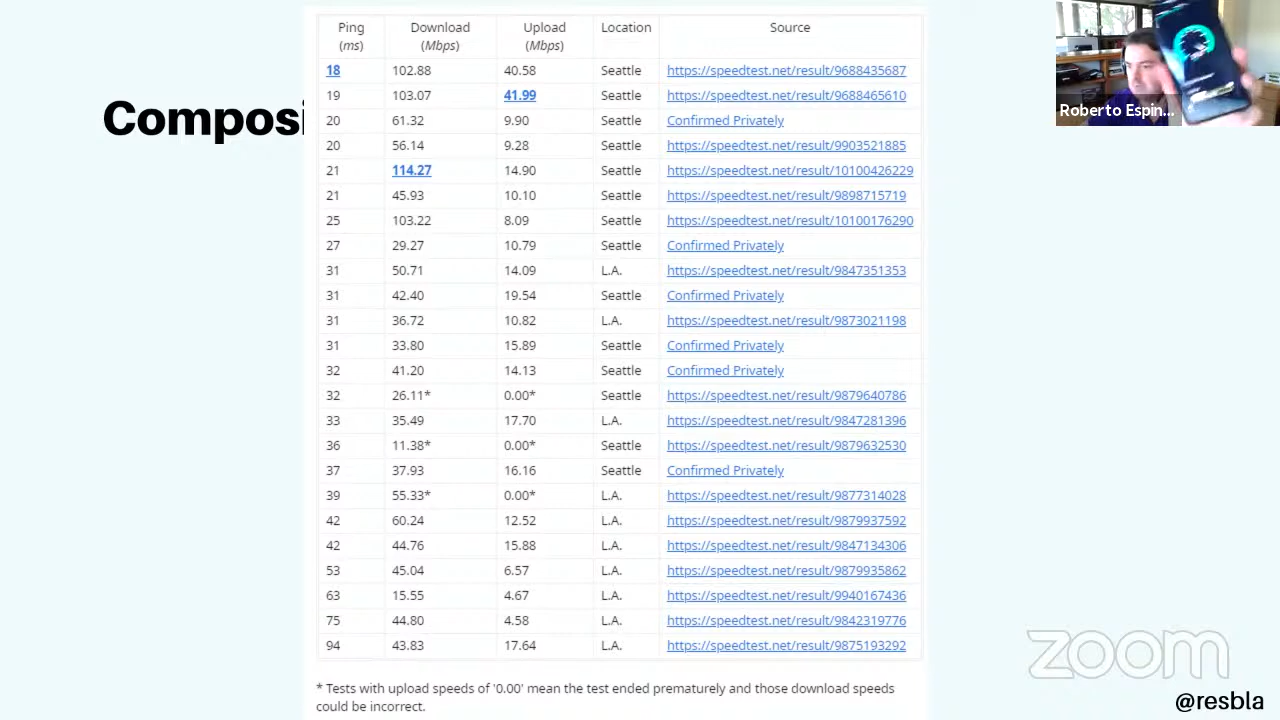 Composi
Ping (ms) Download (Mbps) Upload (Mbps) Location Source
18 102.88 40.58 Seattle https://speedtest.net/result/9688435687
19 103.07 41.99 Seattle https://speedtest.net/result/9688465610
20 61.32 9.90 Seattle Confirmed Privately
20 56.14 9.28 Seattle https://speedtest.net/result/9903521885
21 114.27 14.90 Seattle https://speedtest.net/result/10100426229
21 45.93 10.10 Seattle https://speedtest.net/result/9898715719
25 103.22 8.09 Seattle https://speedtest.net/result/10100176290
27 29.27 10.79 Seattle Confirmed Privately
31 50.71 14.09 L.A. https://speedtest.net/result/9847351353
31 42.40 19.54 Seattle Confirmed Privately
31 36.72 10.82 L.A. https://speedtest.net/result/9873021198
31 33.80 15.89 Seattle Confirmed Privately
32 41.20 14.13 Seattle Confirmed Privately
32 26.11* 0.00* Seattle https://speedtest.net/result/9879640786
33 35.49 17.70 L.A. https://speedtest.net/result/9847281396
36 11.38* 0.00* Seattle https://speedtest.net/result/9879632530
37 37.93 16.16 Seattle Confirmed Privately
39 55.33* 0.00* L.A. https://speedtest.net/result/9877314028
42 60.24 12.52 L.A. https://speedtest.net/result/9879937592
42 44.76 15.88 L.A. https://speedtest.net/result/9847134306
53 45.04 6.57 L.A. https://speedtest.net/result/9879935862
63 15.55 4.67 L.A. https://speedtest.net/result/9940167436
75 44.80 4.58 L.A. https://speedtest.net/result/9842319776
94 43.83 17.64 L.A. https://speedtest.net/result/9875193292
* Tests with upload speeds of '0.00' mean the test ended prematurely and those download speeds
could be incorrect.
Roberto Espin...
zoom
@resbla